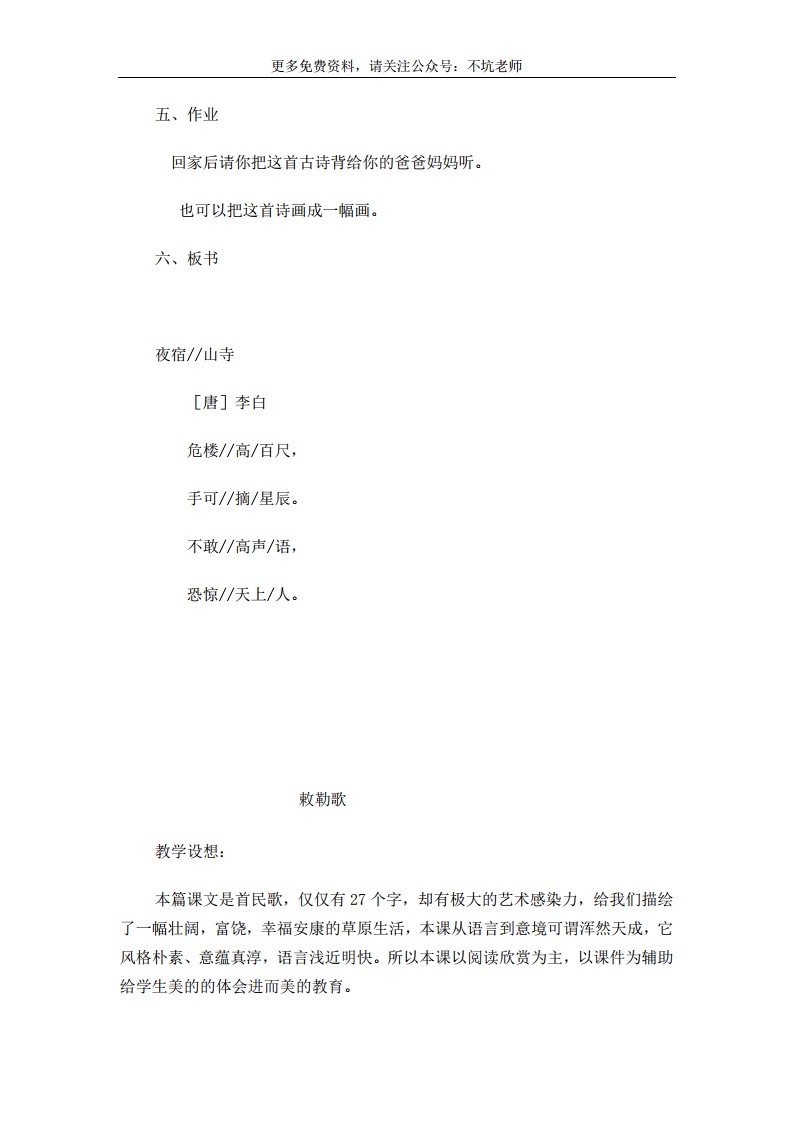 更多免费资料，请关注公众号：不坑老师
五、作业
回家后请你把这首古诗背给你的爸爸妈妈听。
也可以把这首诗画成一幅画。
六、板书
夜宿//山寺
［唐］李白
危楼//高/百尺，
手可//摘/星辰。
不敢//高声/语，
恐惊//天上/人。
敕勒歌
教学设想：
本篇课文是首民歌，仅仅有 27 个字，却有极大的艺术感染力，给我们描绘
了一幅壮阔，富饶，幸福安康的草原生活，本课从语言到意境可谓浑然天成，它
风格朴素、意蕴真淳，语言浅近明快。所以本课以阅读欣赏为主，以课件为辅助
给学生美的的体会进而美的教育。